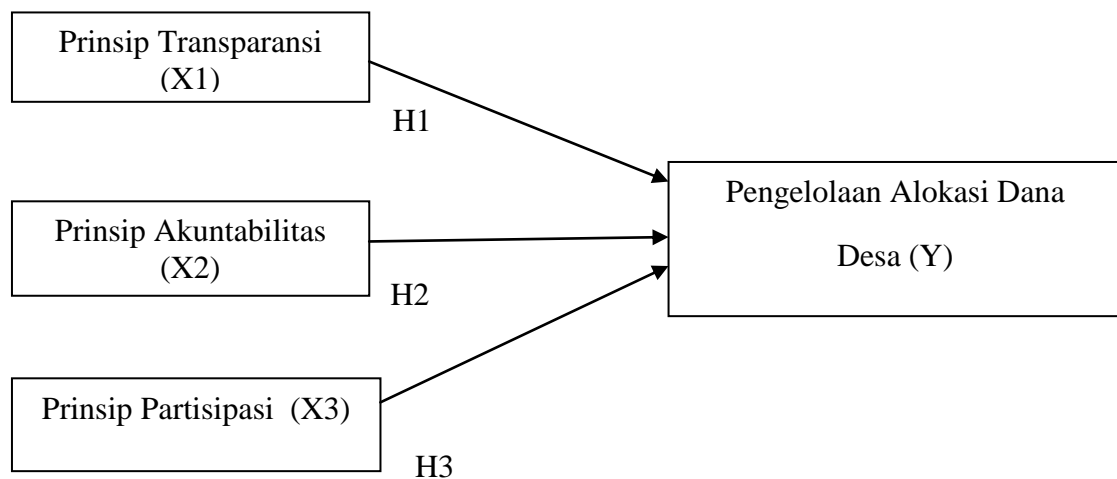 Prinsip Transparansi
(X1)
H1
Pengelolaan Alokasi Dana
Desa (Y)
Prinsip Akuntabilitas
(X2)
H2
Prinsip Partisipasi (X3)
H3